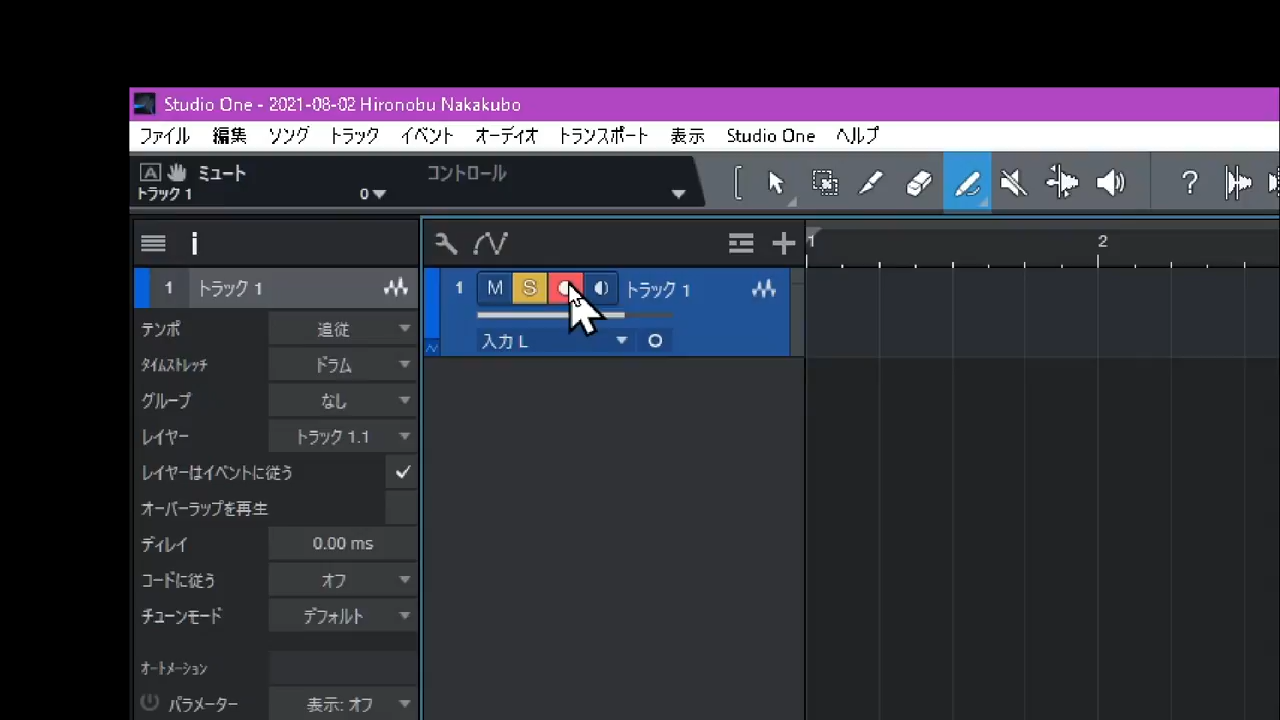 Studio One - 2021-08-02 Hironobu Nakakubo
ファイル 編集 ソング トラック イベント オーディオ トランスポート 表示 Studio One ヘルプ
A ミュート コントロール
トラック 1 0
?
i
1 2
1 トラック 1
1 M S トラック 1
入力 L
テンポ 追従
タイムストレッチ ドラム
グループ なし
レイヤー トラック 1.1
レイヤーはイベントに従う
オーバーラップを再生
ディレイ 0.00 ms
コードに従う オフ
チューンモード デフォルト
オートメーション
パラメーター 表示: オフ